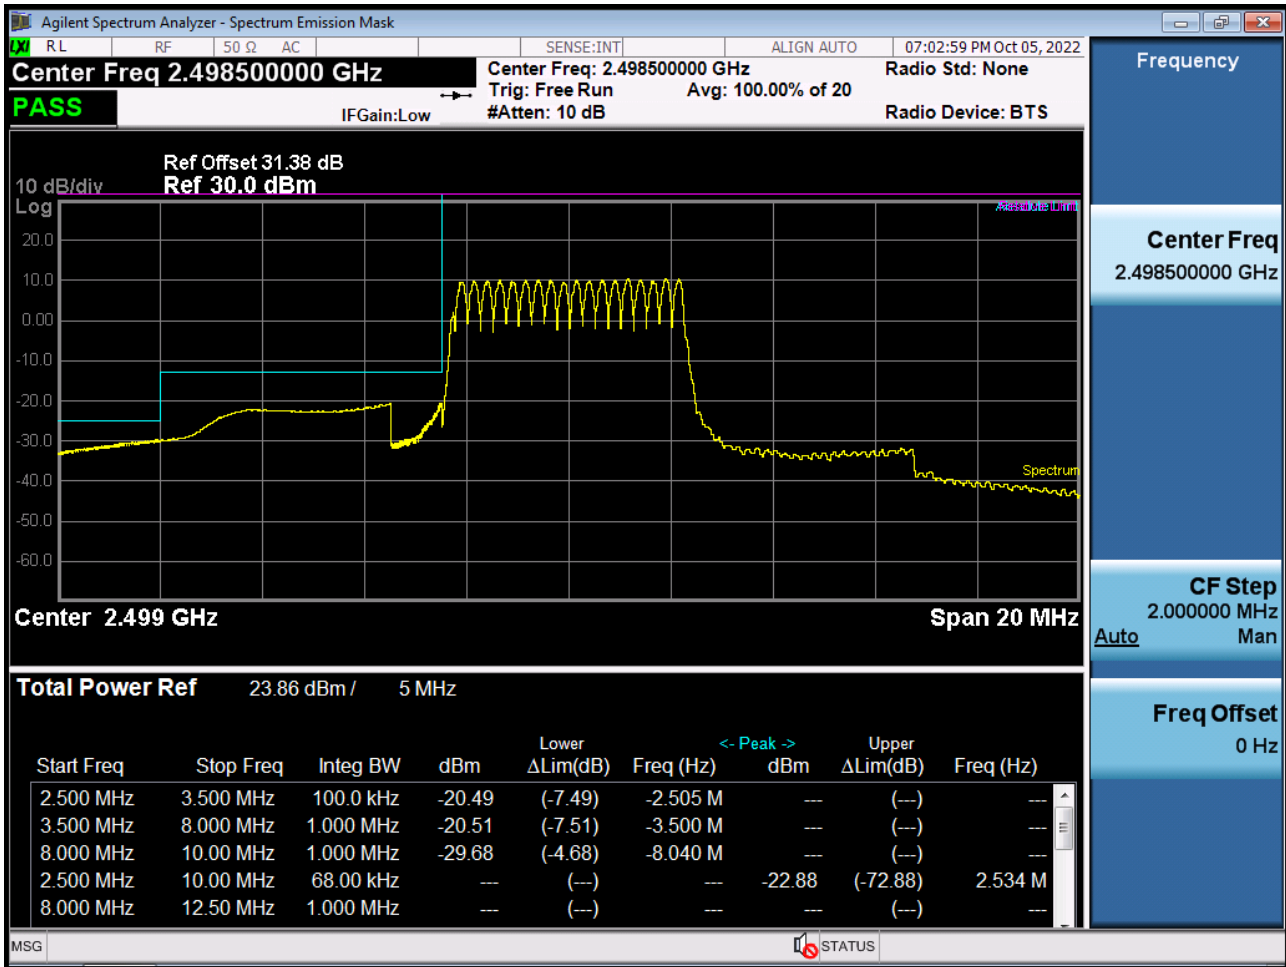 Agilent Spectrum Analyzer - Spectrum Emission Mask
LXI RL RF 50 Ω AC SENSE:INT ALIGN AUTO 07:02:59 PM Oct 05, 2022
Center Freq 2.498500000 GHz
PASS
IFGain:Low
Center Freq: 2.498500000 GHz
Trig: Free Run Avg: 100.00% of 20
#Atten: 10 dB
Radio Std: None
Radio Device: BTS
Ref Offset 31.38 dB
10 dB/div Ref 30.0 dBm
Log
Absolute Limit
20.0
10.0
0.00
-10.0
-20.0
-30.0
-40.0
-50.0
-60.0
Spectrum
Center 2.499 GHz Span 20 MHz
Total Power Ref 23.86 dBm / 5 MHz
Lower <- Peak -> Upper
Start Freq Stop Freq Integ BW dBm ΔLim(dB) Freq (Hz) dBm ΔLim(dB) Freq (Hz)
2.500 MHz 3.500 MHz 100.0 kHz -20.49 (-7.49) -2.505 M --- (---) ---
3.500 MHz 8.000 MHz 1.000 MHz -20.51 (-7.51) -3.500 M --- (---) ---
8.000 MHz 10.00 MHz 1.000 MHz -29.68 (-4.68) -8.040 M --- (---) ---
2.500 MHz 10.00 MHz 68.00 kHz --- (---) --- -22.88 (-72.88) 2.534 M
8.000 MHz 12.50 MHz 1.000 MHz --- (---) --- --- (---) ---
MSG STATUS
Frequency
Center Freq
2.498500000 GHz
CF Step
2.000000 MHz
Auto Man
Freq Offset
0 Hz